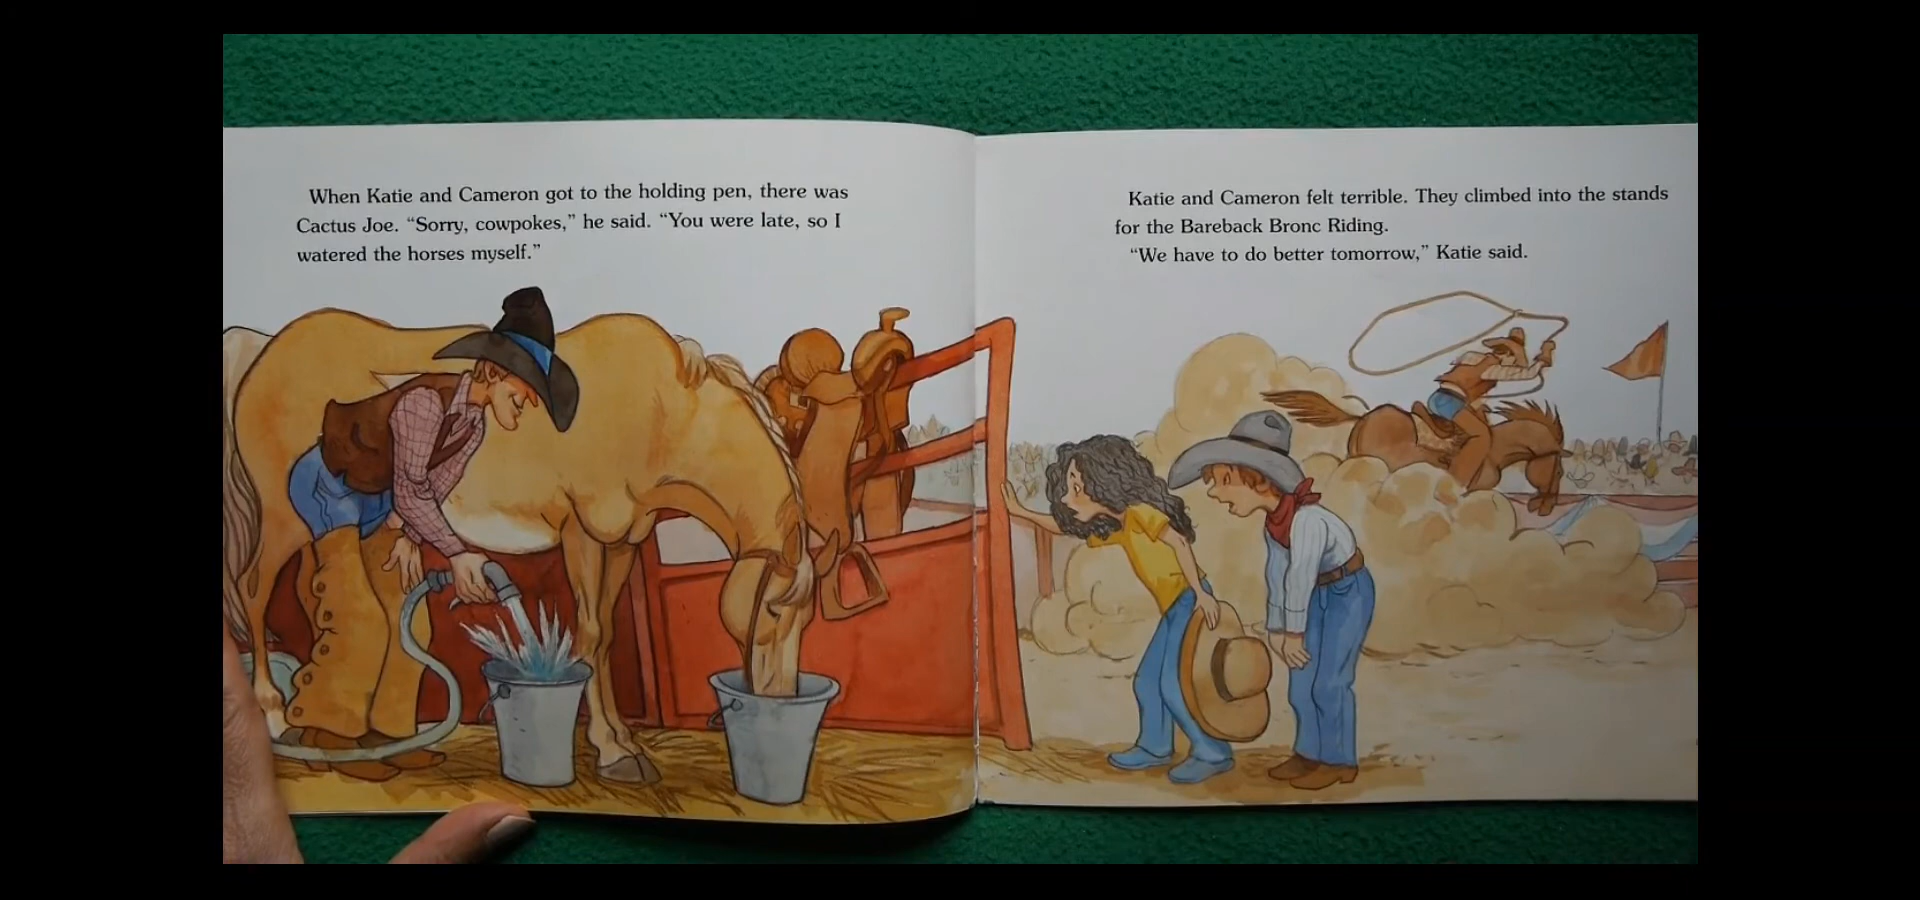 When Katie and Cameron got to the holding pen, there was
Cactus Joe. “Sorry, cowpokes,” he said. “You were late, so I
watered the horses myself.”
Katie and Cameron felt terrible. They climbed into the stands
for the Bareback Bronc Riding.
“We have to do better tomorrow,” Katie said.